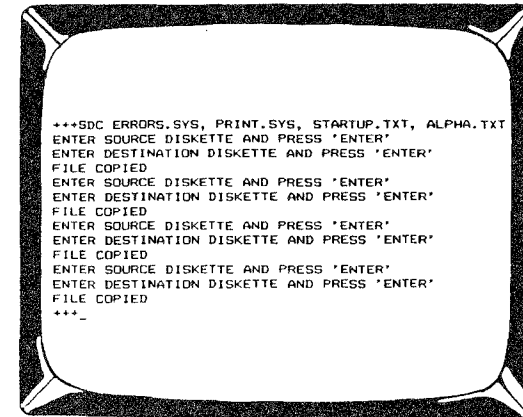 +++SDC ERRORS.SYS, PRINT.SYS, STARTUP.TXT, ALPHA.TXT
ENTER SOURCE DISKETTE AND PRESS 'ENTER'
ENTER DESTINATION DISKETTE AND PRESS 'ENTER'
FILE COPIED
ENTER SOURCE DISKETTE AND PRESS 'ENTER'
ENTER DESTINATION DISKETTE AND PRESS 'ENTER'
FILE COPIED
ENTER SOURCE DISKETTE AND PRESS 'ENTER'
ENTER DESTINATION DISKETTE AND PRESS 'ENTER'
FILE COPIED
ENTER SOURCE DISKETTE AND PRESS 'ENTER'
ENTER DESTINATION DISKETTE AND PRESS 'ENTER'
FILE COPIED
+++_